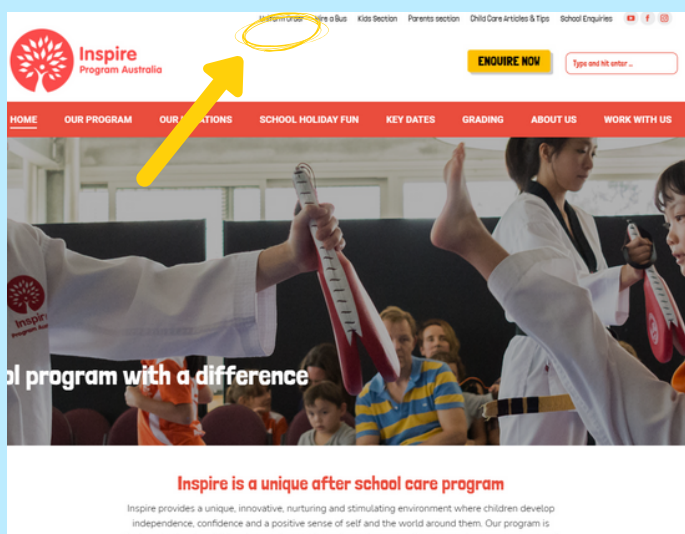 Uniform Order Hire a Bus Kids Section Parents section Child Care Articles & Tips School Enquiries
Inspire
Program Australia
ENQUIRE NOW
Type and hit enter ...
HOME OUR PROGRAM OUR LOCATIONS SCHOOL HOLIDAY FUN KEY DATES GRADING ABOUT US WORK WITH US
Inspire
Program
ol program with a difference
Inspire is a unique after school care program
Inspire provides a unique, innovative, nurturing and stimulating environment where children develop
independence, confidence and a positive sense of self and the world around them. Our program is